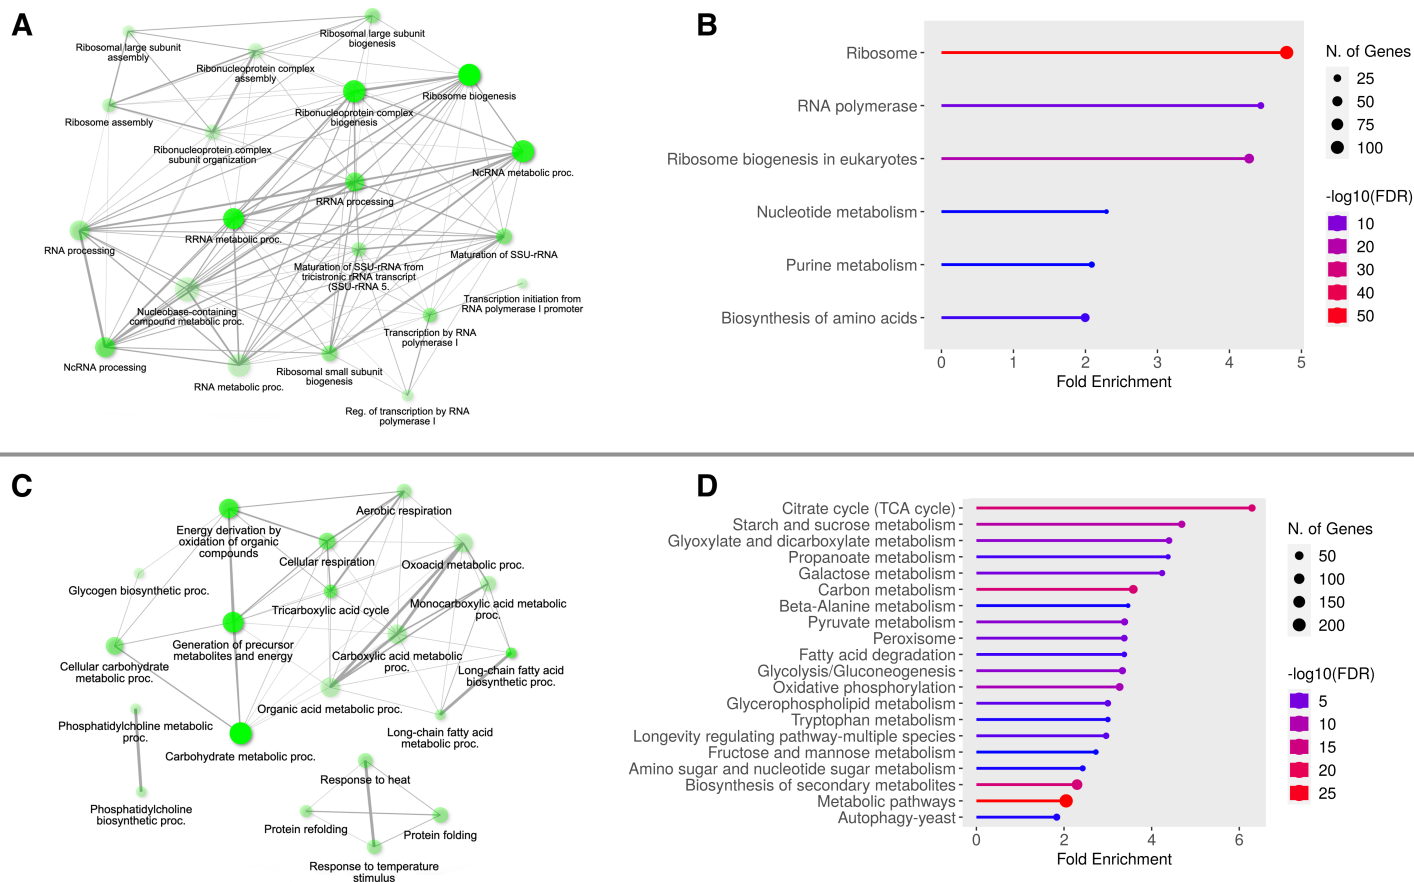 A
Ribosomal large subunit
assembly
Ribosomal large subunit
biogenesis
Ribonucleoprotein complex
assembly
Ribosome biogenesis
Ribosome assembly
Ribonucleoprotein complex
biogenesis
Ribonucleoprotein complex
subunit organization
NcRNA metabolic proc.
RRNA processing
RRNA metabolic proc.
RNA processing
Maturation of SSU-rRNA
Maturation of SSU-rRNA from
tricistronic rRNA transcript
(SSU-rRNA 5.
Transcription initiation from
RNA polymerase I promoter
Nucleobase-containing
compound metabolic proc.
Transcription by RNA
polymerase I
NcRNA processing
RNA metabolic proc.
Ribosomal small subunit
biogenesis
Reg. of transcription by RNA
polymerase I
B
Ribosome
RNA polymerase
Ribosome biogenesis in eukaryotes
Nucleotide metabolism
Purine metabolism
Biosynthesis of amino acids
0 1 2 3 4 5
Fold Enrichment
N. of Genes
25
50
75
100
-log10(FDR)
10
20
30
40
50
C
Aerobic respiration
Energy derivation by
oxidation of organic
compounds
Cellular respiration
Oxoacid metabolic proc.
Glycogen biosynthetic proc.
Tricarboxylic acid cycle
Monocarboxylic acid metabolic
proc.
Generation of precursor
metabolites and energy
Carboxylic acid metabolic
proc.
Cellular carbohydrate
metabolic proc.
Long-chain fatty acid
biosynthetic proc.
Organic acid metabolic proc.
Phosphatidylcholine metabolic
proc.
Long-chain fatty acid
metabolic proc.
Carbohydrate metabolic proc.
Response to heat
Phosphatidylcholine
biosynthetic proc.
Protein refolding
Protein folding
Response to temperature
stimulus
D
Citrate cycle (TCA cycle)
Starch and sucrose metabolism
Glyoxylate and dicarboxylate metabolism
Propanoate metabolism
Galactose metabolism
Carbon metabolism
Beta-Alanine metabolism
Pyruvate metabolism
Peroxisome
Fatty acid degradation
Glycolysis/Gluconeogenesis
Oxidative phosphorylation
Glycerophospholipid metabolism
Tryptophan metabolism
Longevity regulating pathway-multiple species
Fructose and mannose metabolism
Amino sugar and nucleotide sugar metabolism
Biosynthesis of secondary metabolites
Metabolic pathways
Autophagy-yeast
0 2 4 6
Fold Enrichment
N. of Genes
50
100
150
200
-log10(FDR)
5
10
15
20
25